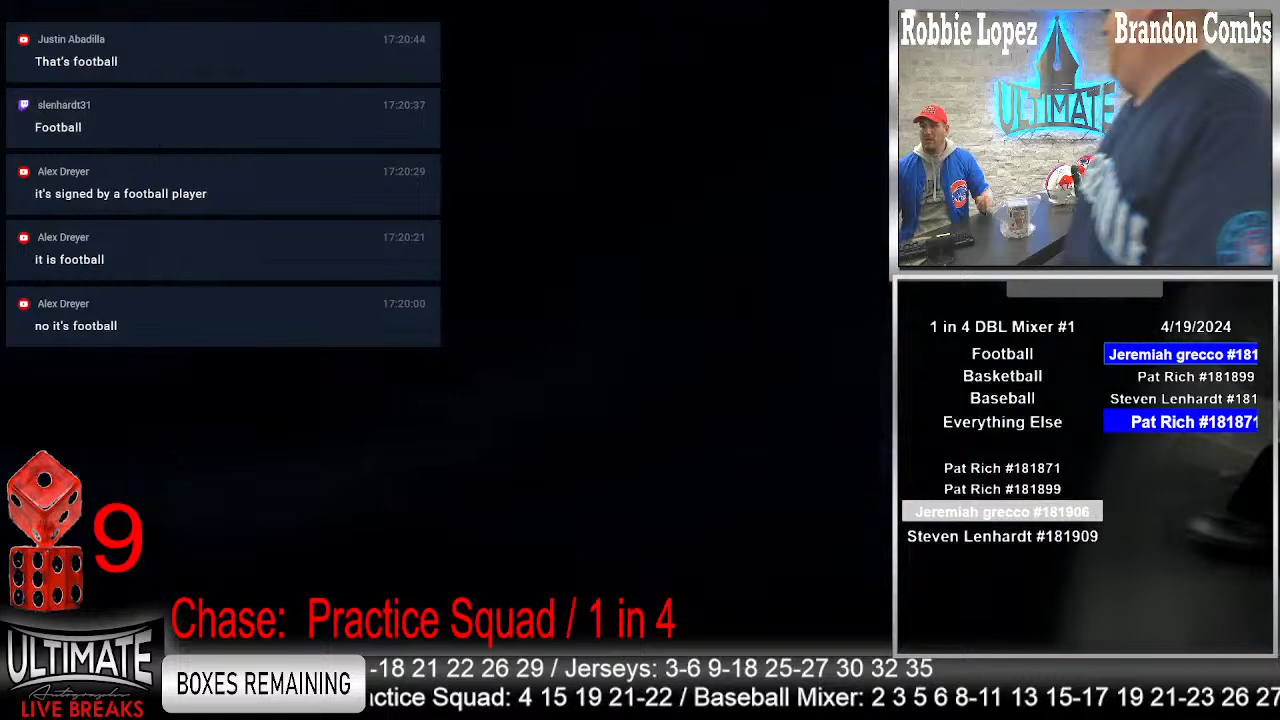 Justin Abadilla 17:20:44
That's football
slenhardt31 17:20:37
Football
Alex Dreyer 17:20:29
it's signed by a football player
Alex Dreyer 17:20:21
it is football
Alex Dreyer 17:20:00
no it's football
Robbie Lopez Brandon Combs
ULTIMATE
1 in 4 DBL Mixer #1 4/19/2024
Football Jeremiah grecco #181
Basketball Pat Rich #181899
Baseball Steven Lenhardt #181
Everything Else Pat Rich #181871
Pat Rich #181871
Pat Rich #181899
Jeremiah grecco #181906
Steven Lenhardt #181909
9
Chase: Practice Squad / 1 in 4
ULTIMATE
Autographs
LIVE BREAKS
BOXES REMAINING
-18 21 22 26 29 / Jerseys: 3-6 9-18 25-27 30 32 35
ctice Squad: 4 15 19 21-22 / Baseball Mixer: 2 3 5 6 8-11 13 15-17 19 21-23 26 27